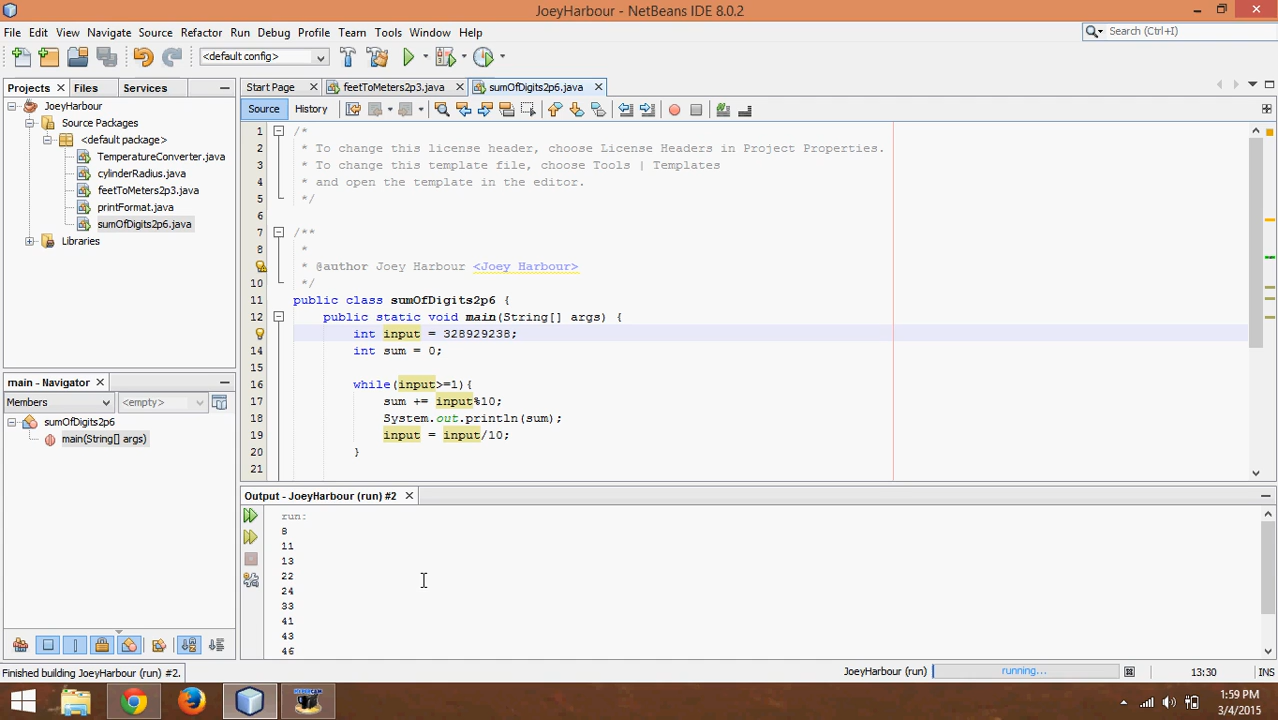 JoeyHarbour - NetBeans IDE 8.0.2
File Edit View Navigate Source Refactor Run Debug Profile Team Tools Window Help
Search (Ctrl+I)
<default config>
Projects Files Services
Start Page feetToMeters2p3.java sumOfDigits2p6.java
JoeyHarbour
Source Packages
<default package>
TemperatureConverter.java
cylinderRadius.java
feetToMeters2p3.java
printFormat.java
sumOfDigits2p6.java
Libraries
Source History
1 /*
2 * To change this license header, choose License Headers in Project Properties.
3 * To change this template file, choose Tools | Templates
4 * and open the template in the editor.
5 */
6
7 /**
8 *
* @author Joey Harbour <Joey Harbour>
10 */
11 public class sumOfDigits2p6 {
12 public static void main(String[] args) {
int input = 328929238;
14 int sum = 0;
15
16 while(input>=1){
17 sum += input%10;
18 System.out.println(sum);
19 input = input/10;
20 }
21
main - Navigator
Members <empty>
sumOfDigits2p6
main(String[] args)
Output - JoeyHarbour (run) #2
run:
8
11
13
22
24
33
41
43
46
Finished building JoeyHarbour (run) #2.
JoeyHarbour (run) running... 13:30 INS
1:59 PM
3/4/2015